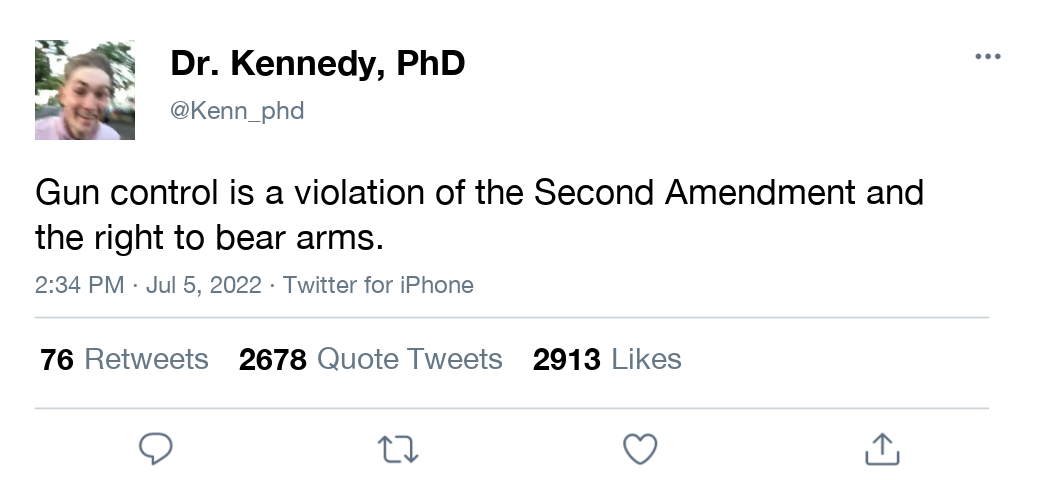 Dr. Kennedy, PhD
@Kenn_phd
Gun control is a violation of the Second Amendment and
the right to bear arms.
2:34 PM · Jul 5, 2022 · Twitter for iPhone
76 Retweets 2678 Quote Tweets 2913 Likes